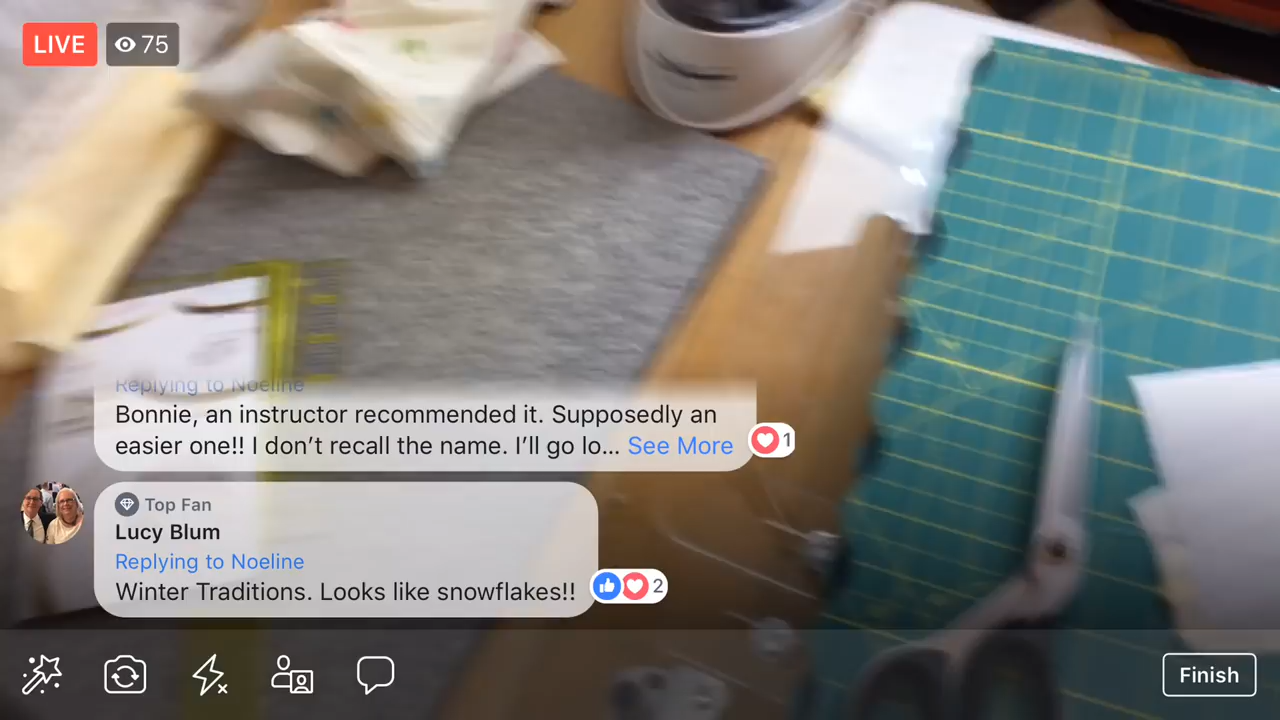 LIVE
75
Replying to Noeline
Bonnie, an instructor recommended it. Supposedly an
easier one!! I don’t recall the name. I’ll go lo... See More
1
Top Fan
Lucy Blum
Replying to Noeline
Winter Traditions. Looks like snowflakes!!
2
Finish